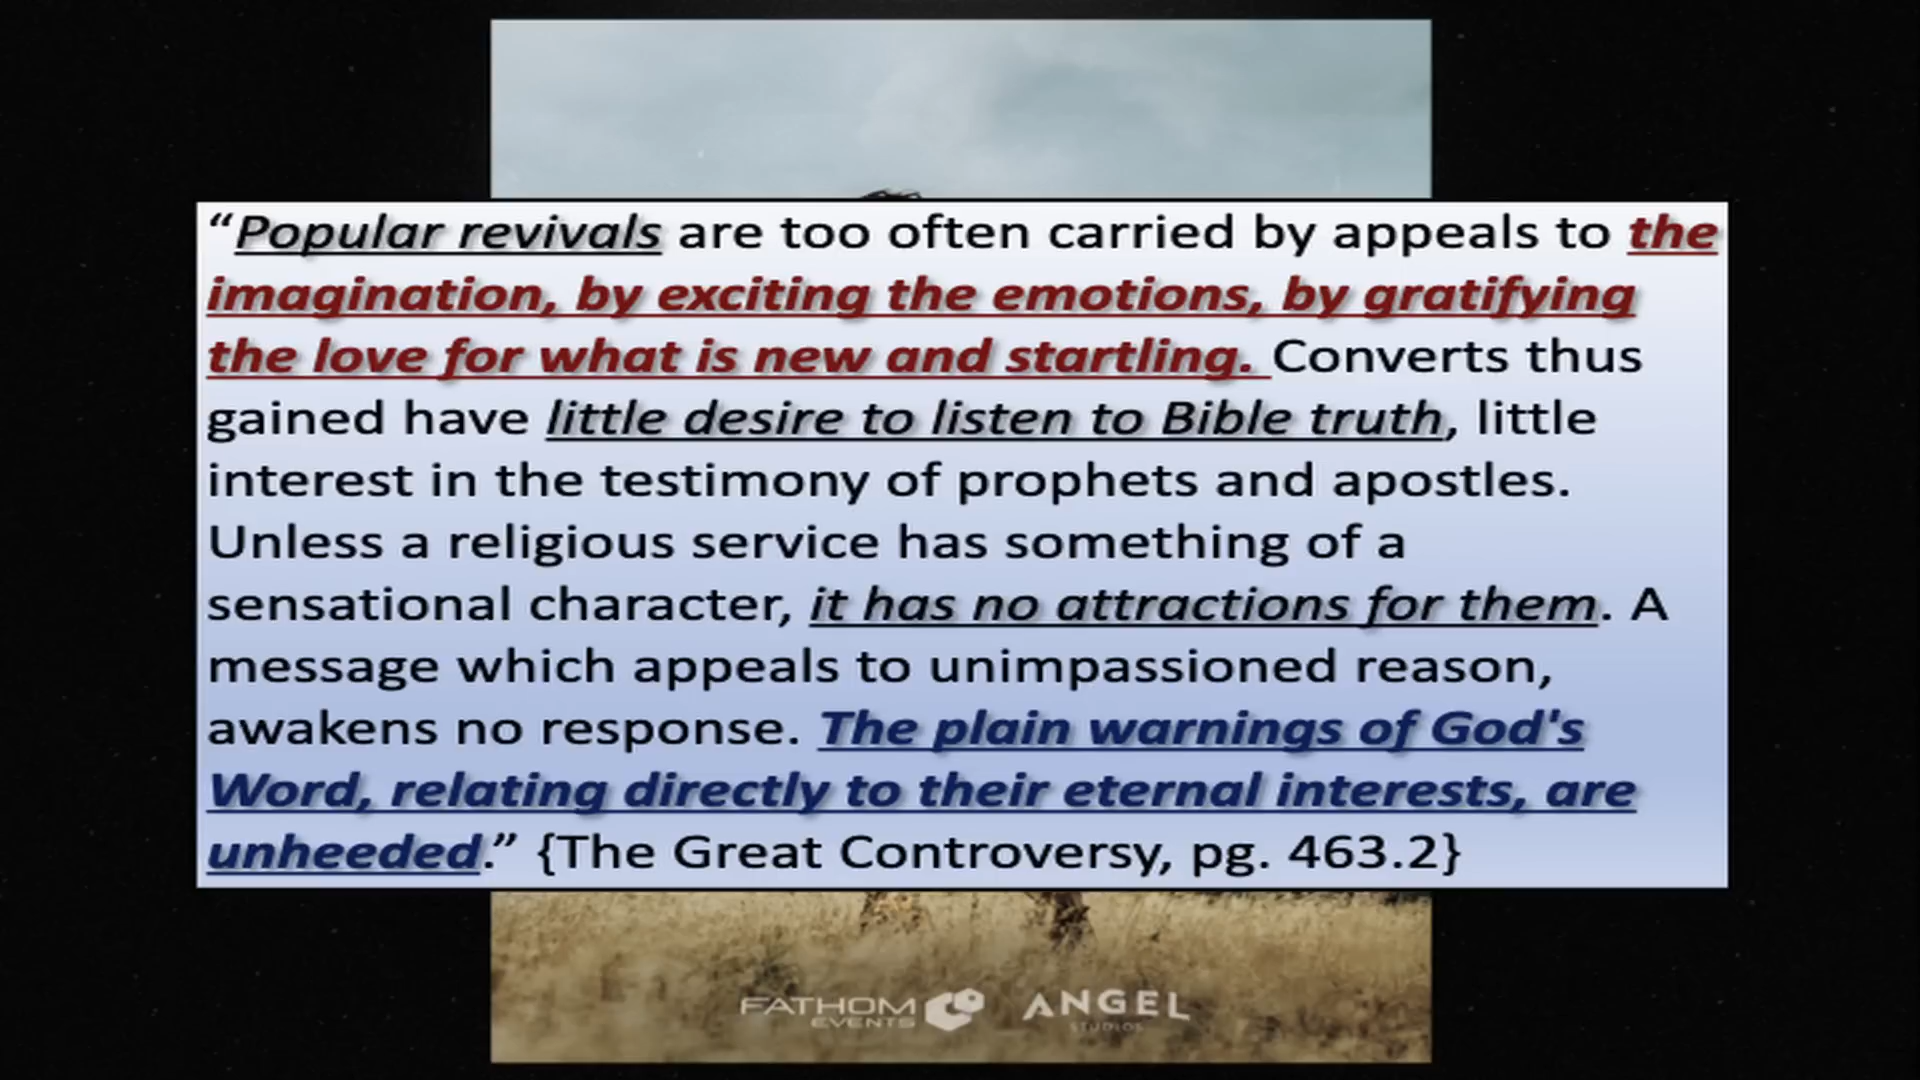 “Popular revivals are too often carried by appeals to the
imagination, by exciting the emotions, by gratifying
the love for what is new and startling. Converts thus
gained have little desire to listen to Bible truth, little
interest in the testimony of prophets and apostles.
Unless a religious service has something of a
sensational character, it has no attractions for them. A
message which appeals to unimpassioned reason,
awakens no response. The plain warnings of God's
Word, relating directly to their eternal interests, are
unheeded.” {The Great Controversy, pg. 463.2}
FATHOM EVENTS
ANGEL STUDIOS